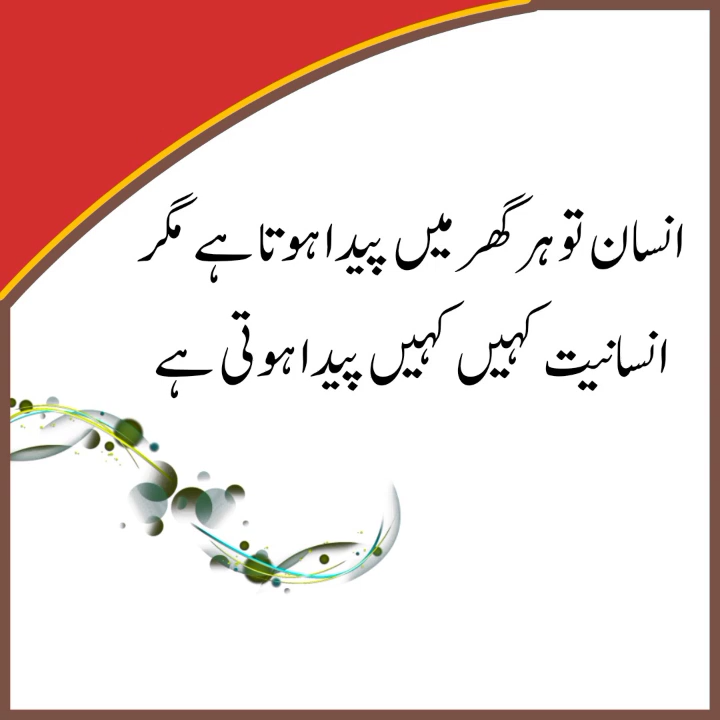 انسان تو ہر گھر میں پیدا ہوتا ہے مگر
انسانیت کہیں کہیں پیدا ہوتی ہے